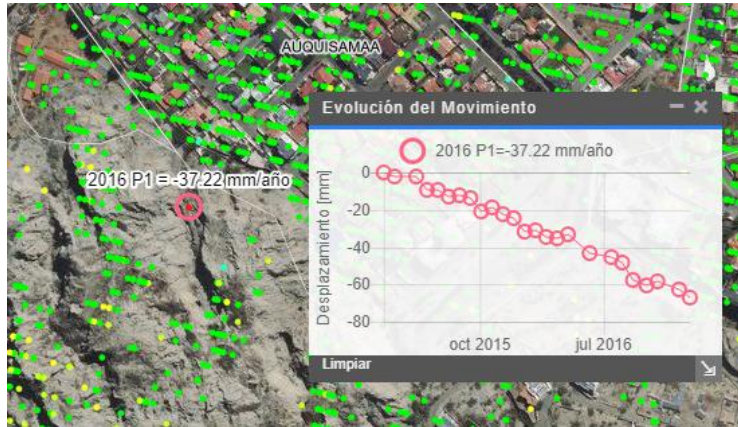 AUQUISAMAA
2016 P1 = -37.22 mm/año
Evolución del Movimiento
2016 P1=-37.22 mm/año
Desplazamiento [mm]
0
-20
-40
-60
-80
oct 2015
jul 2016
Limpiar